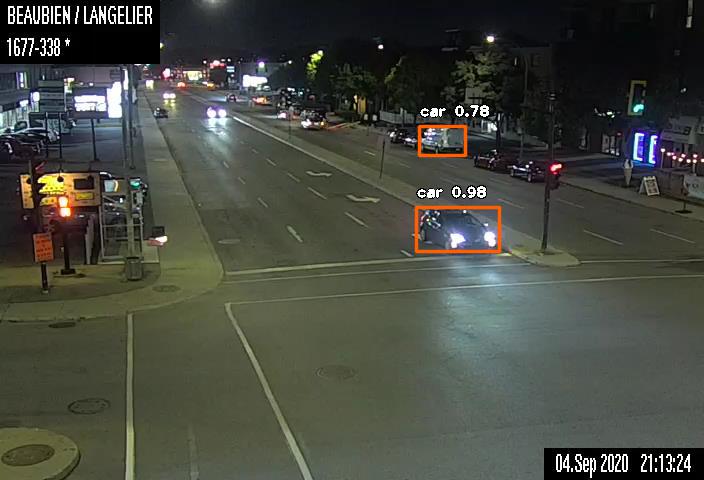 BEAUBIEN / LANGELIER
1677-338 *
car 0.78
car 0.98
04.Sep 2020 21:13:24